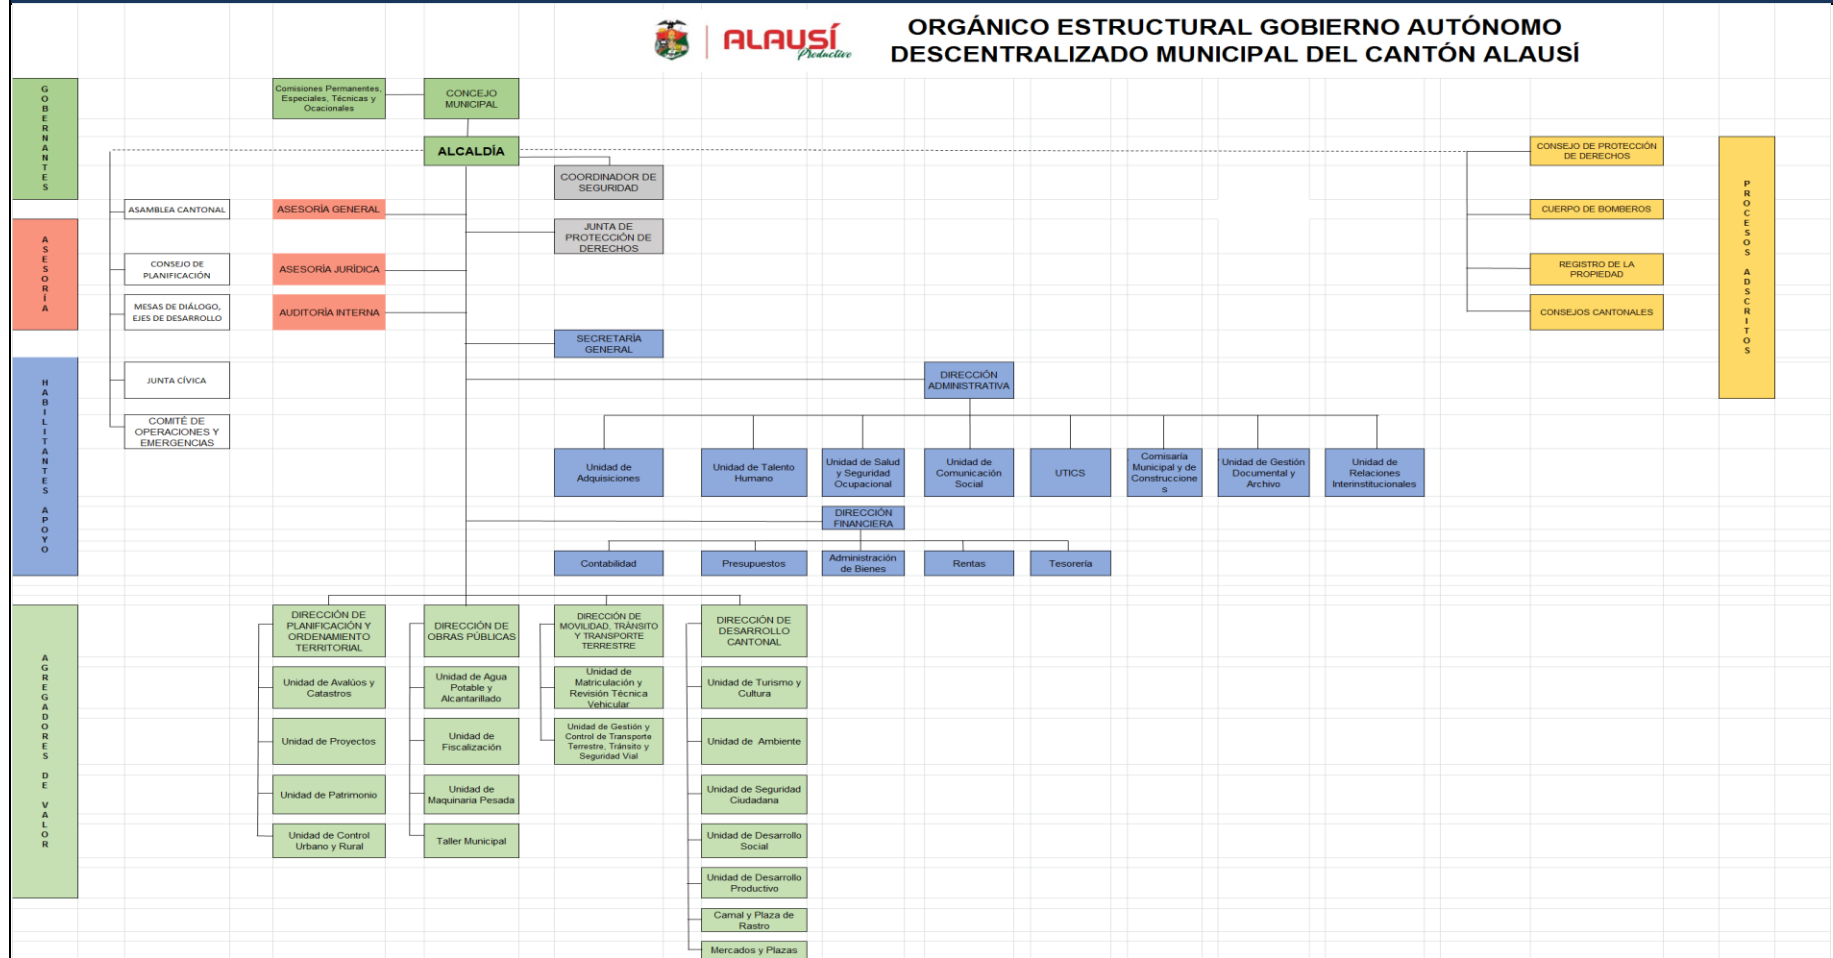 ALAUSÍ
Productive
ORGÁNICO ESTRUCTURAL GOBIERNO AUTÓNOMO
DESCENTRALIZADO MUNICIPAL DEL CANTÓN ALAUSÍ
GOBERNANTES
Comisiones Permanentes,
Especiales, Técnicas y
Ocacionales
CONCEJO
MUNICIPAL
ALCALDÍA
COORDINADOR DE
SEGURIDAD
CONSEJO DE PROTECCIÓN
DE DERECHOS
PROCESOS ADSCRITOS
ASAMBLEA CANTONAL
ASESORÍA GENERAL
CUERPO DE BOMBEROS
ASESORÍA
JUNTA DE
PROTECCIÓN DE
DERECHOS
CONSEJO DE
PLANIFICACIÓN
ASESORÍA JURÍDICA
REGISTRO DE LA
PROPIEDAD
MESAS DE DIÁLOGO,
EJES DE DESARROLLO
AUDITORÍA INTERNA
CONSEJOS CANTONALES
SECRETARÍA
GENERAL
HABILITANTES APOYO
JUNTA CÍVICA
DIRECCIÓN
ADMINISTRATIVA
COMITÉ DE
OPERACIONES Y
EMERGENCIAS
Unidad de
Adquisiciones
Unidad de Talento
Humano
Unidad de Salud
y Seguridad
Ocupacional
Unidad de
Comunicación
Social
UTICS
Comisaría
Municipal y de
Construccione
s
Unidad de Gestión
Documental y
Archivo
Unidad de
Relaciones
Interinstitucionales
DIRECCIÓN
FINANCIERA
Contabilidad
Presupuestos
Administración
de Bienes
Rentas
Tesorería
AGREGADORES DE VALOR
DIRECCIÓN DE
PLANIFICACIÓN Y
ORDENAMIENTO
TERRITORIAL
DIRECCIÓN DE
OBRAS PÚBLICAS
DIRECCIÓN DE
MOVILIDAD, TRÁNSITO
Y TRANSPORTE
TERRESTRE
DIRECCIÓN DE
DESARROLLO
CANTONAL
Unidad de Avalúos y
Catastros
Unidad de Agua
Potable y
Alcantarillado
Unidad de
Matriculación y
Revisión Técnica
Vehicular
Unidad de Turismo y
Cultura
Unidad de Proyectos
Unidad de
Fiscalización
Unidad de Gestión y
Control de Transporte
Terrestre, Tránsito y
Seguridad Vial
Unidad de Ambiente
Unidad de Patrimonio
Unidad de
Maquinaria Pesada
Unidad de Seguridad
Ciudadana
Unidad de Control
Urbano y Rural
Taller Municipal
Unidad de Desarrollo
Social
Unidad de Desarrollo
Productivo
Camal y Plaza de
Rastro
Mercados y Plazas